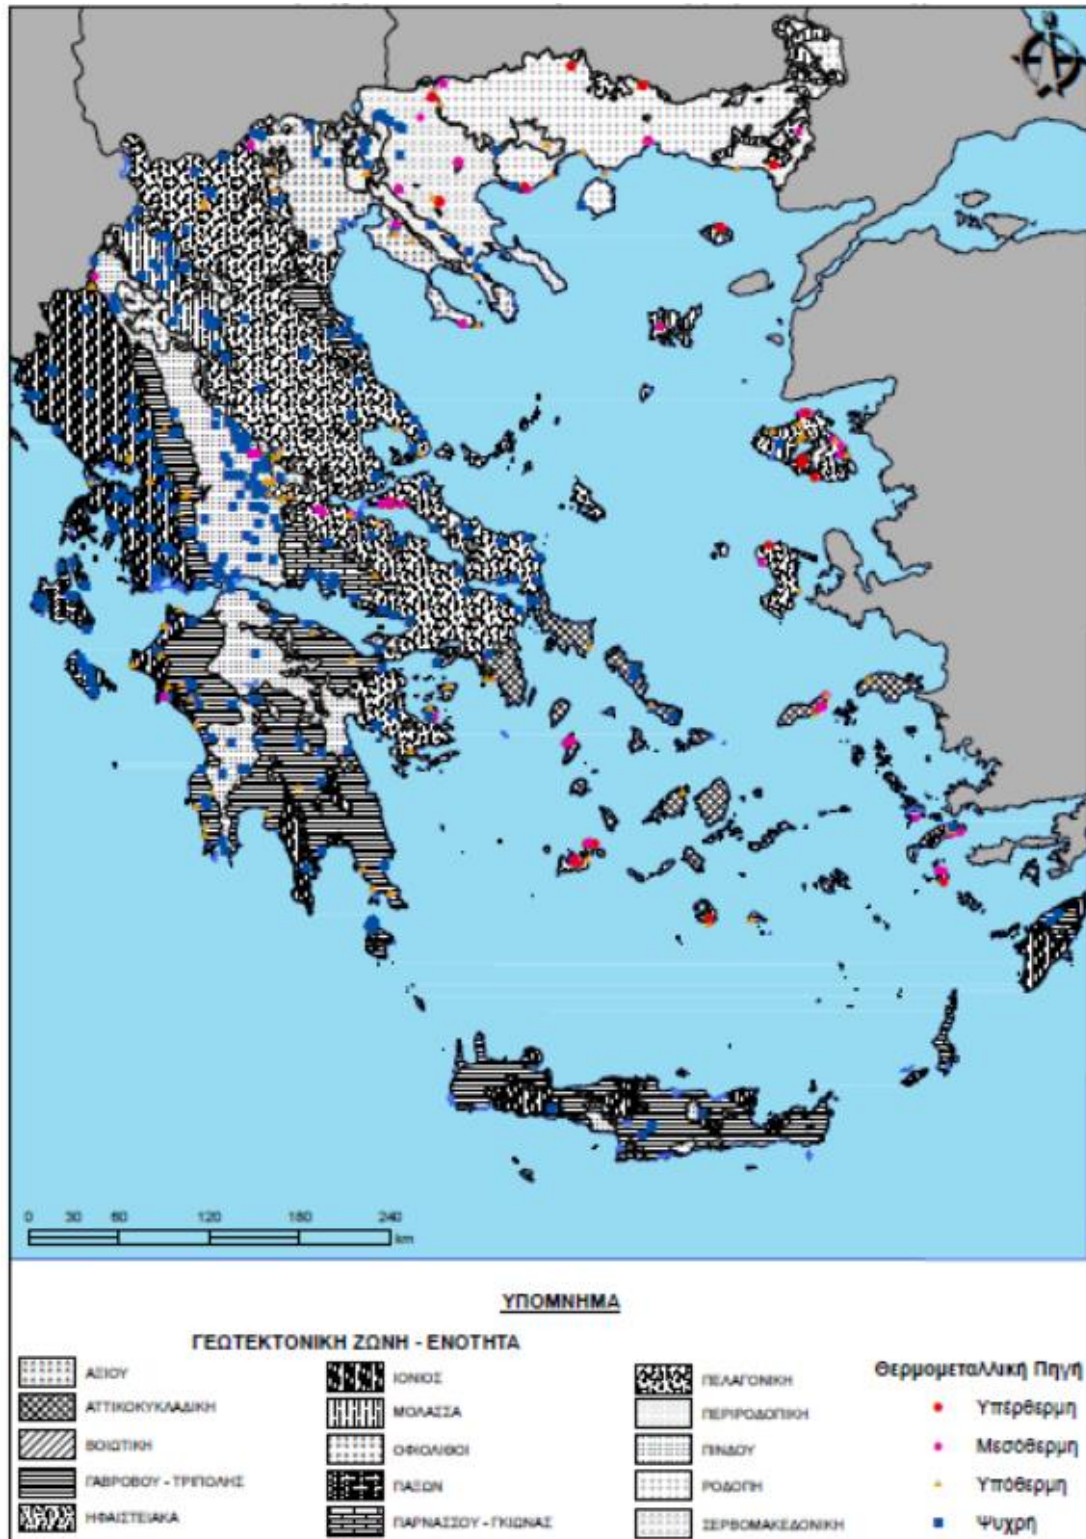 0 30 60 120 180 240
km
ΥΠΟΜΝΗΜΑ
ΓΕΩΤΕΚΤΟΝΙΚΗ ΖΩΝΗ - ΕΝΟΤΗΤΑ
ΑΞΙΟΥ
ΑΤΤΙΚΟΚΥΚΛΑΔΙΚΗ
ΒΟΙΩΤΙΚΗ
ΓΑΒΡΟΒΟΥ - ΤΡΙΠΟΛΗΣ
ΗΦΑΙΣΤΕΙΑΚΑ
ΙΟΝΙΟΣ
ΜΟΛΑΣΣΑ
ΟΦΙΟΛΙΘΟΙ
ΠΑΞΩΝ
ΠΑΡΝΑΣΣΟΥ - ΓΚΙΩΝΑΣ
ΠΕΛΑΓΟΝΙΚΗ
ΠΕΡΙΡΟΔΟΠΙΚΗ
ΠΙΝΔΟΥ
ΡΟΔΟΠΗ
ΣΕΡΒΟΜΑΚΕΔΟΝΙΚΗ
Θερμομεταλλική Πηγή
Υπέρθερμη
Μεσόθερμη
Υπόθερμη
Ψυχρή